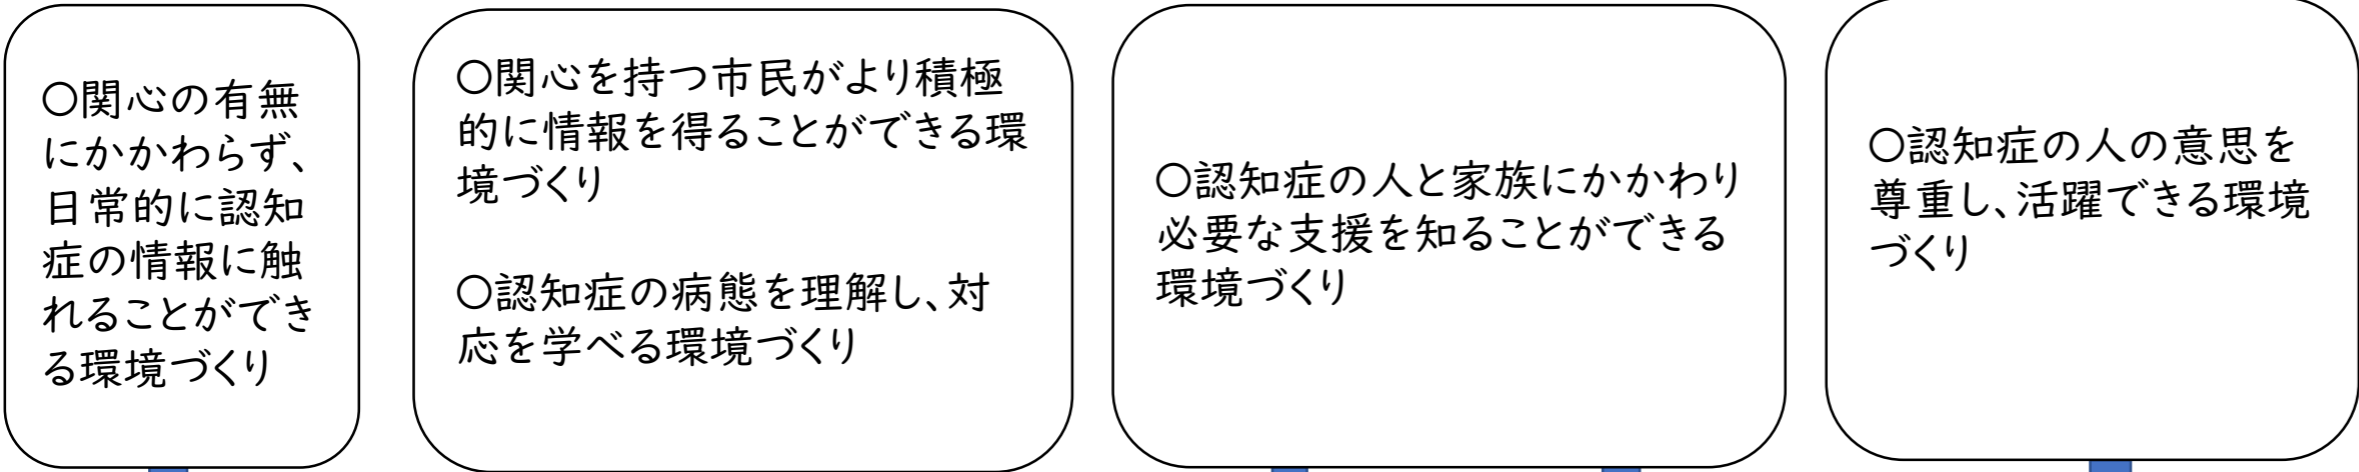 〇関心の有無
にかかわらず、
日常的に認知
症の情報に触
れることができ
る環境づくり
〇関心を持つ市民がより積極
的に情報を得ることができる環
境づくり
〇認知症の病態を理解し、対
応を学べる環境づくり
〇認知症の人と家族にかかわり
必要な支援を知ることができる
環境づくり
〇認知症の人の意思を
尊重し、活躍できる環境
づくり